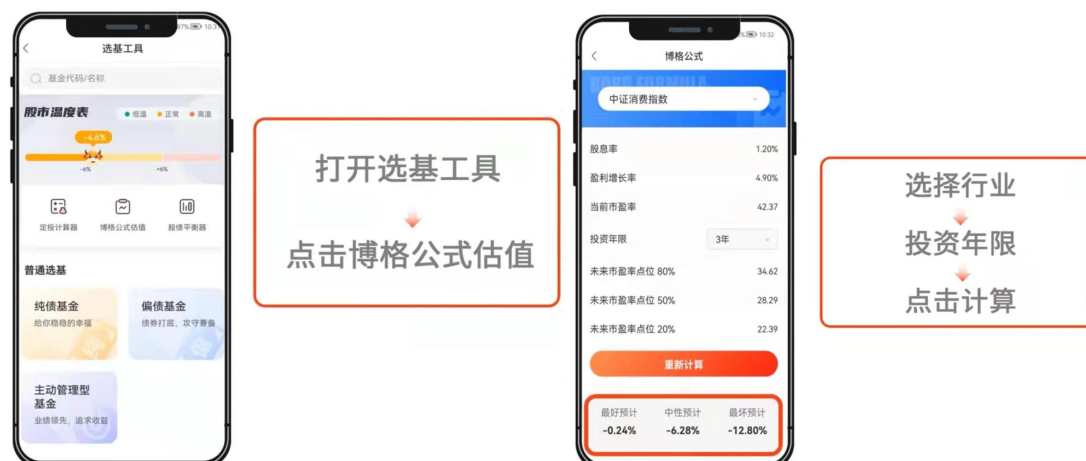 选基工具
基金代码/名称
股市温度表
低温 正常 高温
-4.6%
-6% +6%
定投计算器 博格公式估值 股债平衡器
普通选基
纯债基金
给你稳稳的幸福
偏债基金
债券打底，攻守兼备
主动管理型
基金
业绩领先，追求收益
打开选基工具
点击博格公式估值
10:32
博格公式
中证消费指数
股息率 1.20%
盈利增长率 4.90%
当前市盈率 42.37
投资年限 3年
未来市盈率点位 80% 34.62
未来市盈率点位 50% 28.29
未来市盈率点位 20% 22.39
重新计算
最好预计 中性预计 最坏预计
-0.24% -6.28% -12.80%
选择行业
投资年限
点击计算